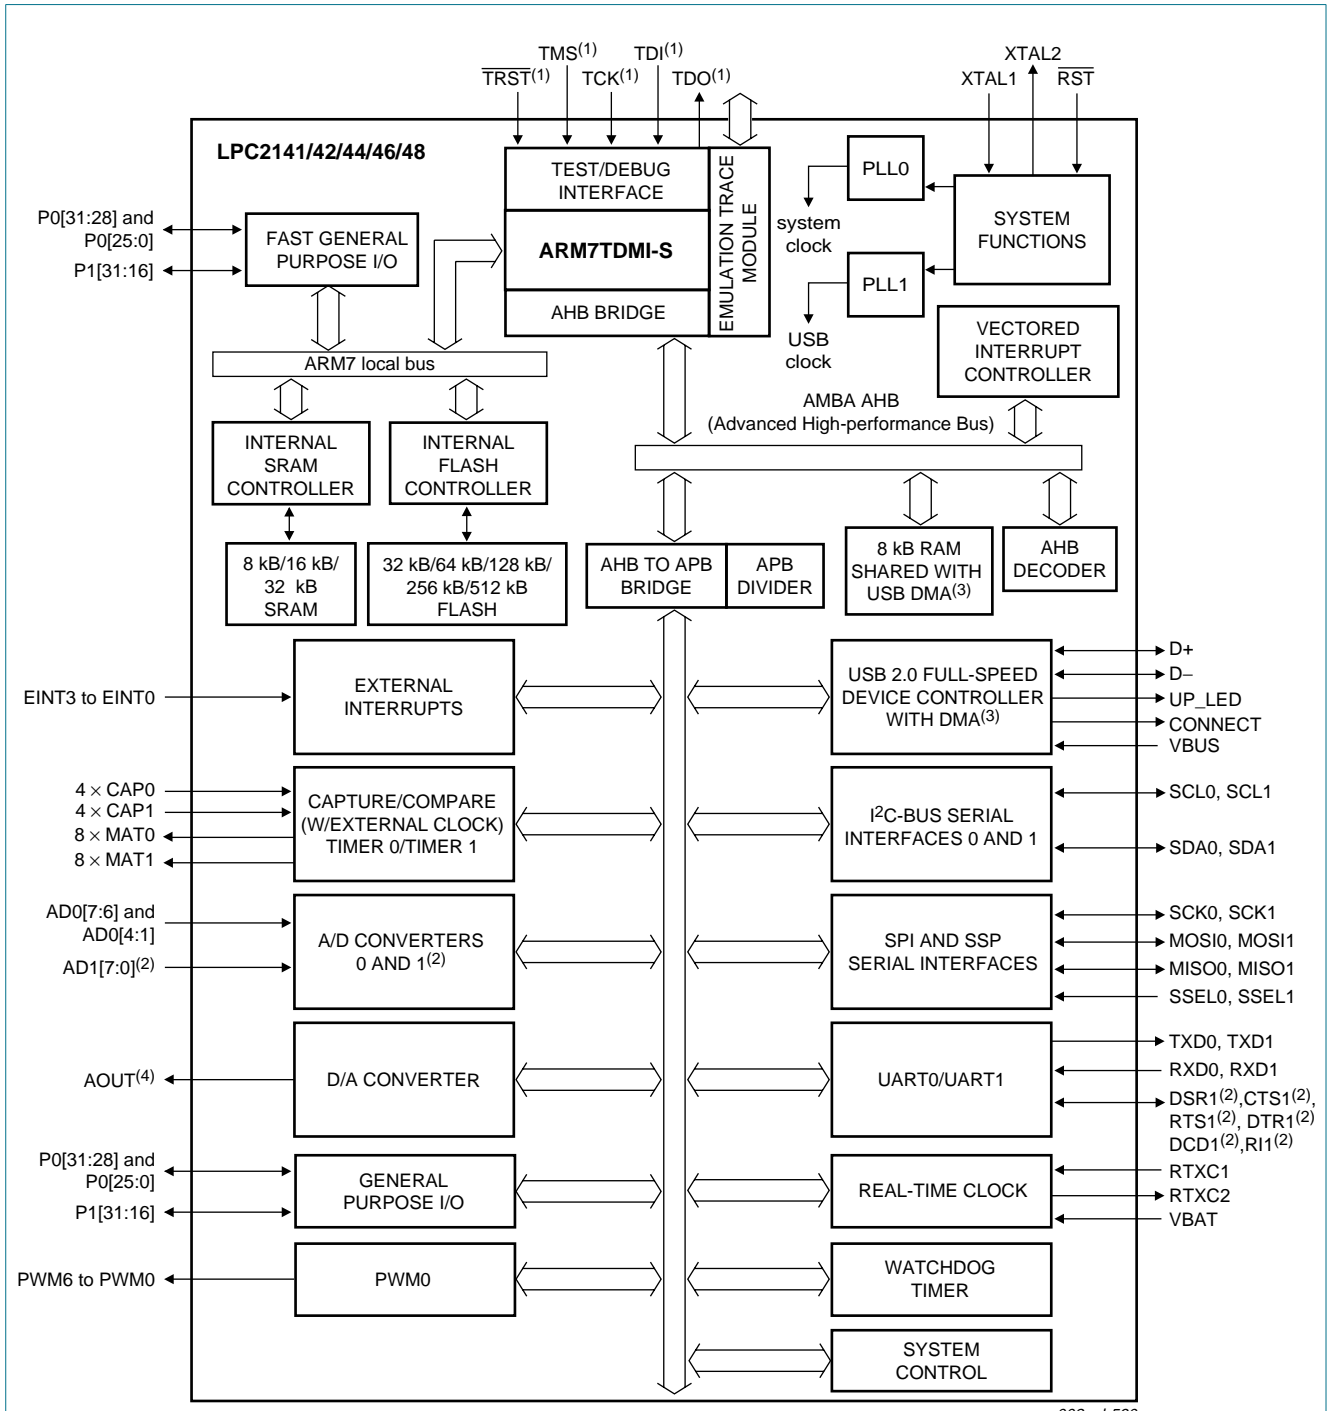 TMS(1)
TDI(1)
TRST(1)
TCK(1)
TDO(1)
XTAL2
XTAL1
RST
LPC2141/42/44/46/48
TEST/DEBUG
INTERFACE
ARM7TDMI-S
AHB BRIDGE
EMULATION TRACE
MODULE
PLL0
system
clock
PLL1
USB
clock
SYSTEM
FUNCTIONS
P0[31:28] and
P0[25:0]
P1[31:16]
FAST GENERAL
PURPOSE I/O
VECTORED
INTERRUPT
CONTROLLER
ARM7 local bus
AMBA AHB
(Advanced High-performance Bus)
INTERNAL
SRAM
CONTROLLER
INTERNAL
FLASH
CONTROLLER
8 kB/16 kB/
32 kB
SRAM
32 kB/64 kB/128 kB/
256 kB/512 kB
FLASH
AHB TO APB
BRIDGE
APB
DIVIDER
8 kB RAM
SHARED WITH
USB DMA(3)
AHB
DECODER
EINT3 to EINT0
EXTERNAL
INTERRUPTS
USB 2.0 FULL-SPEED
DEVICE CONTROLLER
WITH DMA(3)
D+
D−
UP_LED
CONNECT
VBUS
4 × CAP0
4 × CAP1
8 × MAT0
8 × MAT1
CAPTURE/COMPARE
(W/EXTERNAL CLOCK)
TIMER 0/TIMER 1
I2C-BUS SERIAL
INTERFACES 0 AND 1
SCL0, SCL1
SDA0, SDA1
AD0[7:6] and
AD0[4:1]
AD1[7:0](2)
A/D CONVERTERS
0 AND 1(2)
SPI AND SSP
SERIAL INTERFACES
SCK0, SCK1
MOSI0, MOSI1
MISO0, MISO1
SSEL0, SSEL1
AOUT(4)
D/A CONVERTER
UART0/UART1
TXD0, TXD1
RXD0, RXD1
DSR1(2),CTS1(2),
RTS1(2), DTR1(2)
DCD1(2),RI1(2)
P0[31:28] and
P0[25:0]
P1[31:16]
GENERAL
PURPOSE I/O
REAL-TIME CLOCK
RTXC1
RTXC2
VBAT
PWM6 to PWM0
PWM0
WATCHDOG
TIMER
SYSTEM
CONTROL